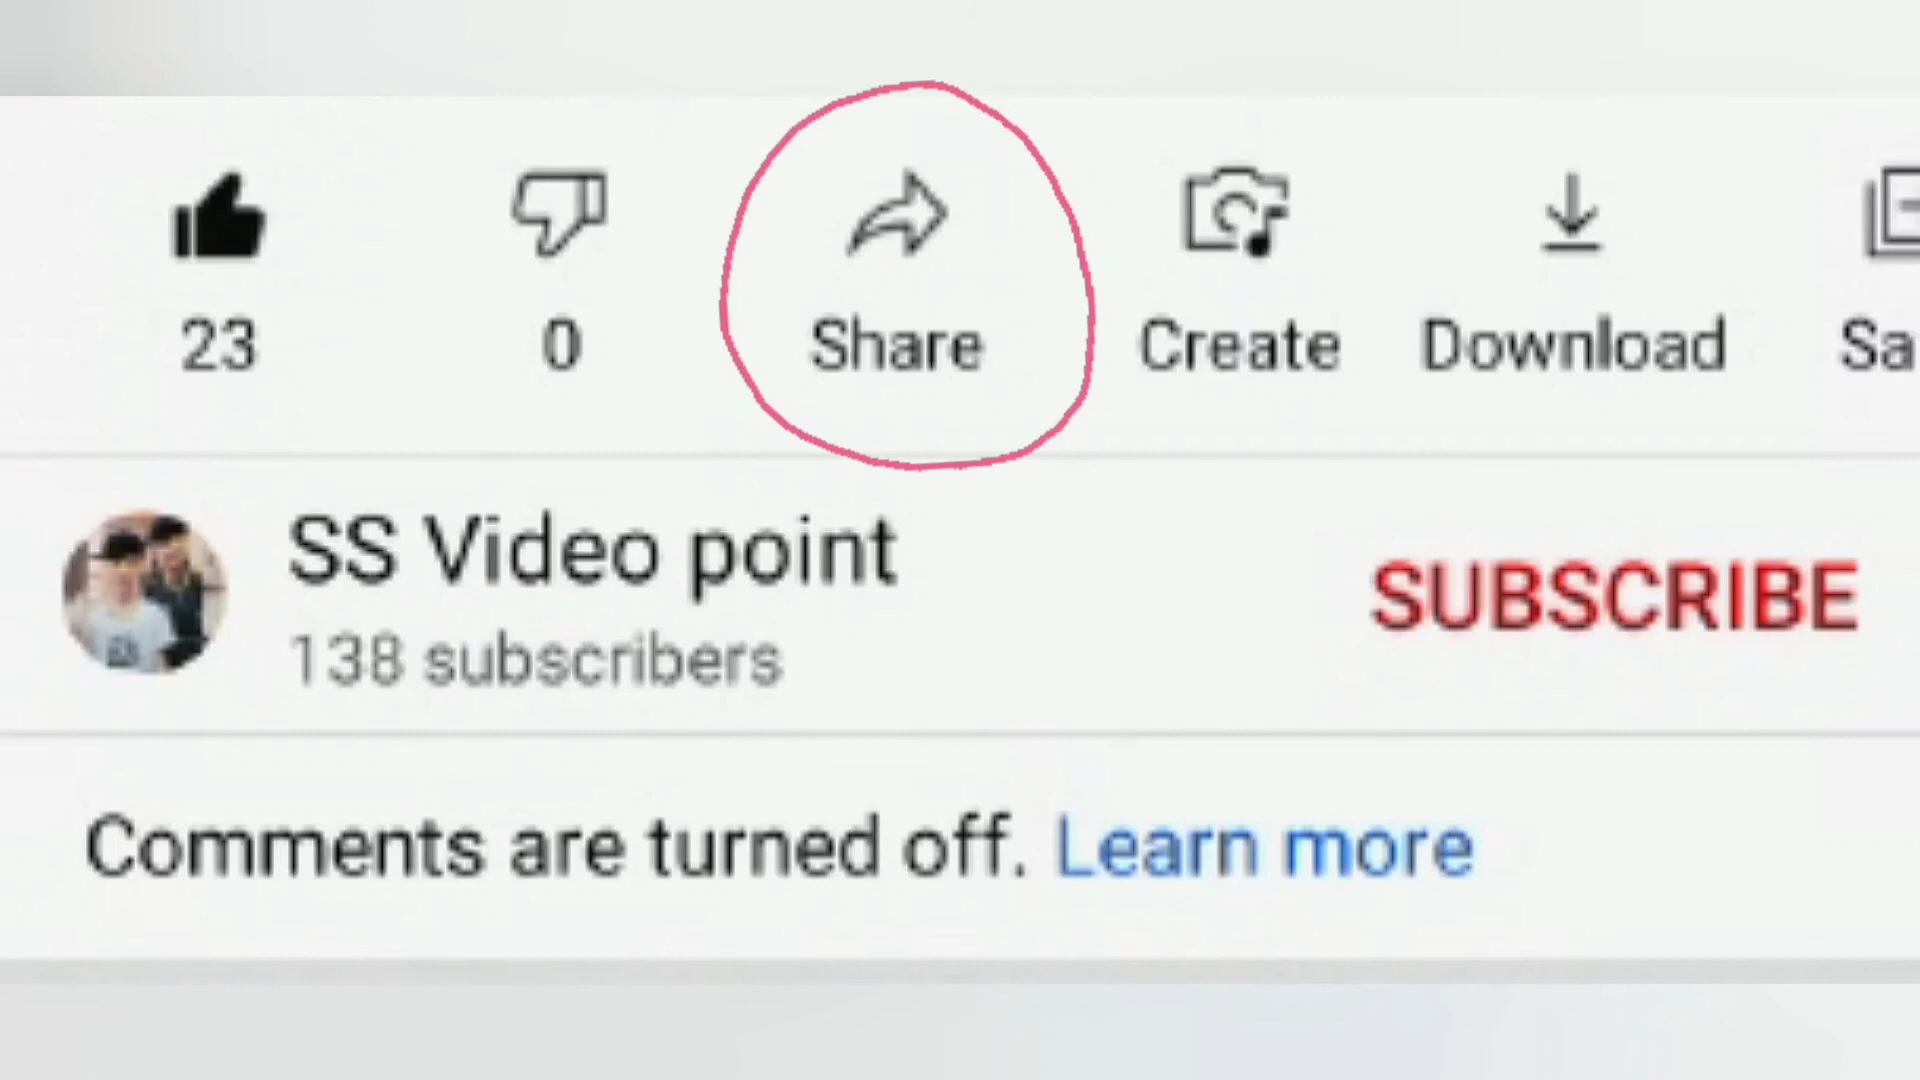 23 0 Share Create Download Sa
SS Video point
138 subscribers
SUBSCRIBE
Comments are turned off. Learn more